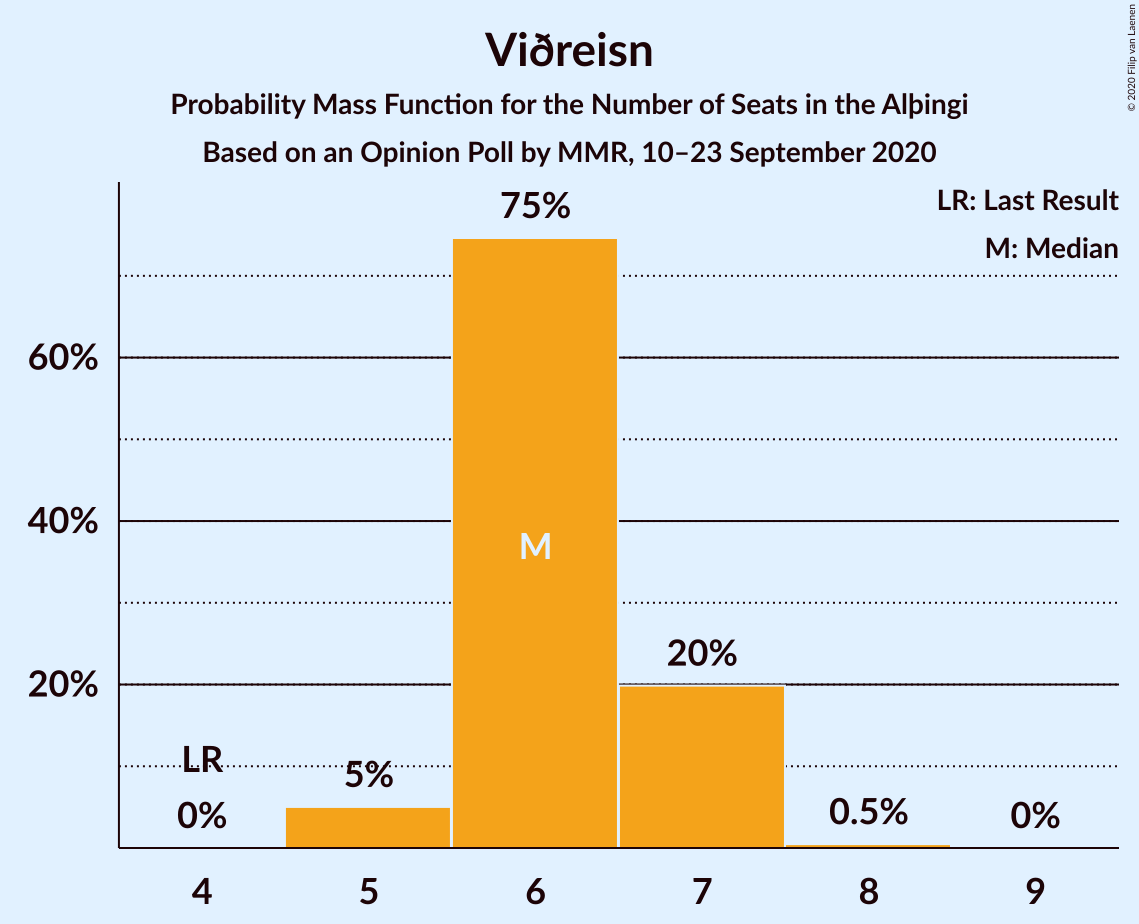 Viðreisn
Probability Mass Function for the Number of Seats in the Alþingi
Based on an Opinion Poll by MMR, 10–23 September 2020
© 2020 Filip van Laenen
LR: Last Result
M: Median
75%
60%
40%
M
20%
20%
LR
5%
0%
0.5%
0%
4
5
6
7
8
9